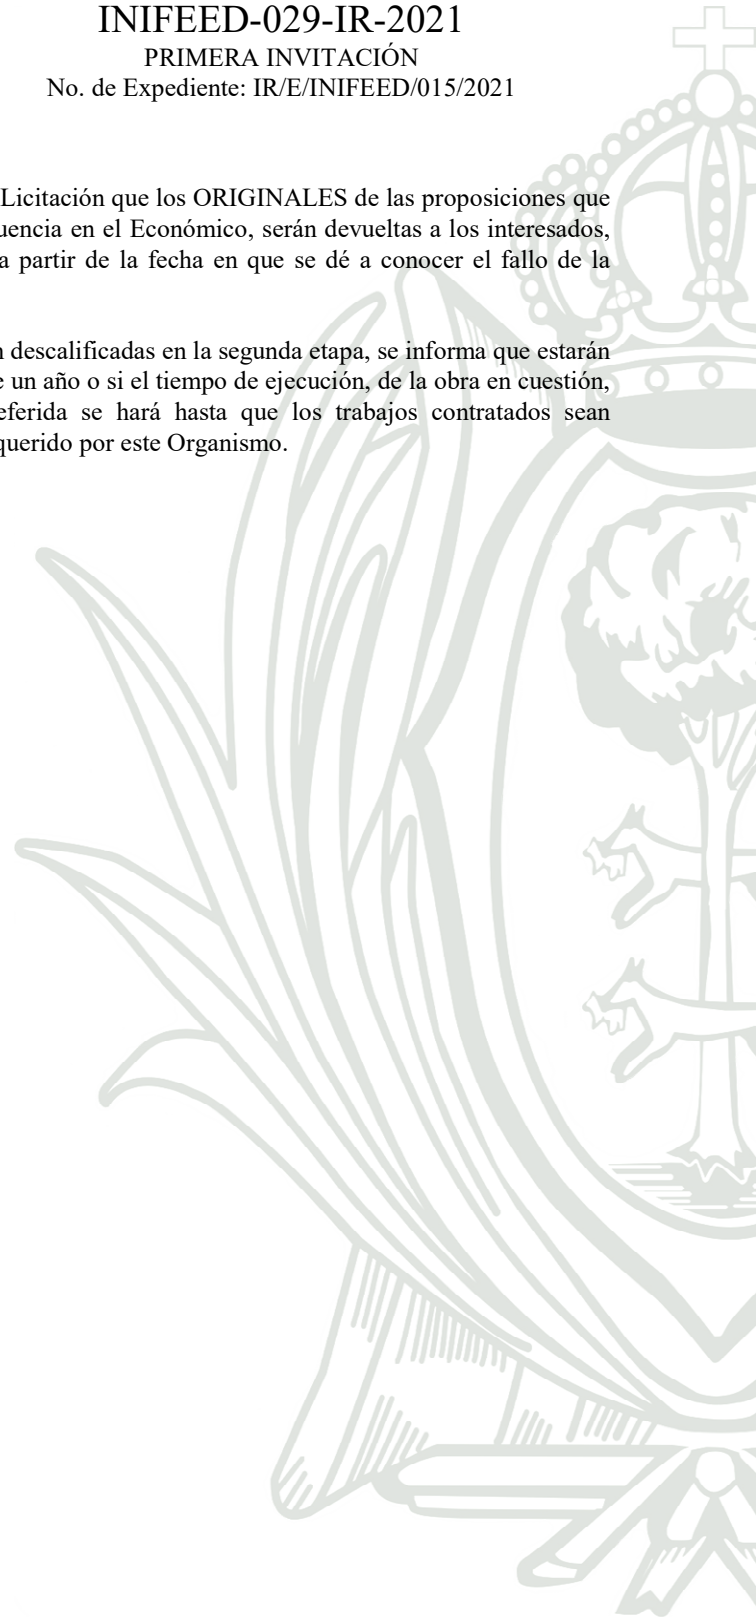 INIFEED-029-IR-2021
PRIMERA INVITACIÓN
No. de Expediente: IR/E/INIFEED/015/2021
Licitación que los ORIGINALES de las proposiciones que
uencia en el Económico, serán devueltas a los interesados,
a partir de la fecha en que se dé a conocer el fallo de la
n descalificadas en la segunda etapa, se informa que estarán
e un año o si el tiempo de ejecución, de la obra en cuestión,
eferida se hará hasta que los trabajos contratados sean
querido por este Organismo.